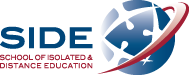 SIDE
SCHOOL OF ISOLATED &
DISTANCE EDUCATION